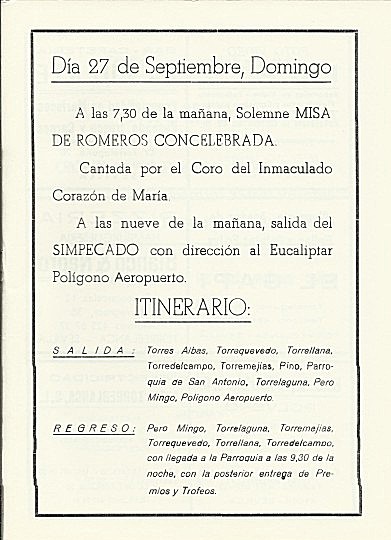 Día 27 de Septiembre, Domingo
A las 7,30 de la mañana, Solemne MISA
DE ROMEROS CONCELEBRADA.
Cantada por el Coro del Inmaculado
Corazón de María.
A las nueve de la mañana, salida del
SIMPECADO con dirección al Eucaliptar
Polígono Aeropuerto.
ITINERARIO:
SALIDA: Torres Albas, Torrequevedo, Torrellana,
Torredelcampo, Torremejías, Pino, Parro-
quia de San Antonio, Torrelaguna, Pero
Mingo, Polígono Aeropuerto.
REGRESO: Pero Mingo, Torrelaguna, Torremejias,
Torrequevedo, Torrellana, Torredelcampo,
con llegada a la Parroquia a las 9,30 de la
noche, con la posterior entrega de Pre-
mios y Trofeos.